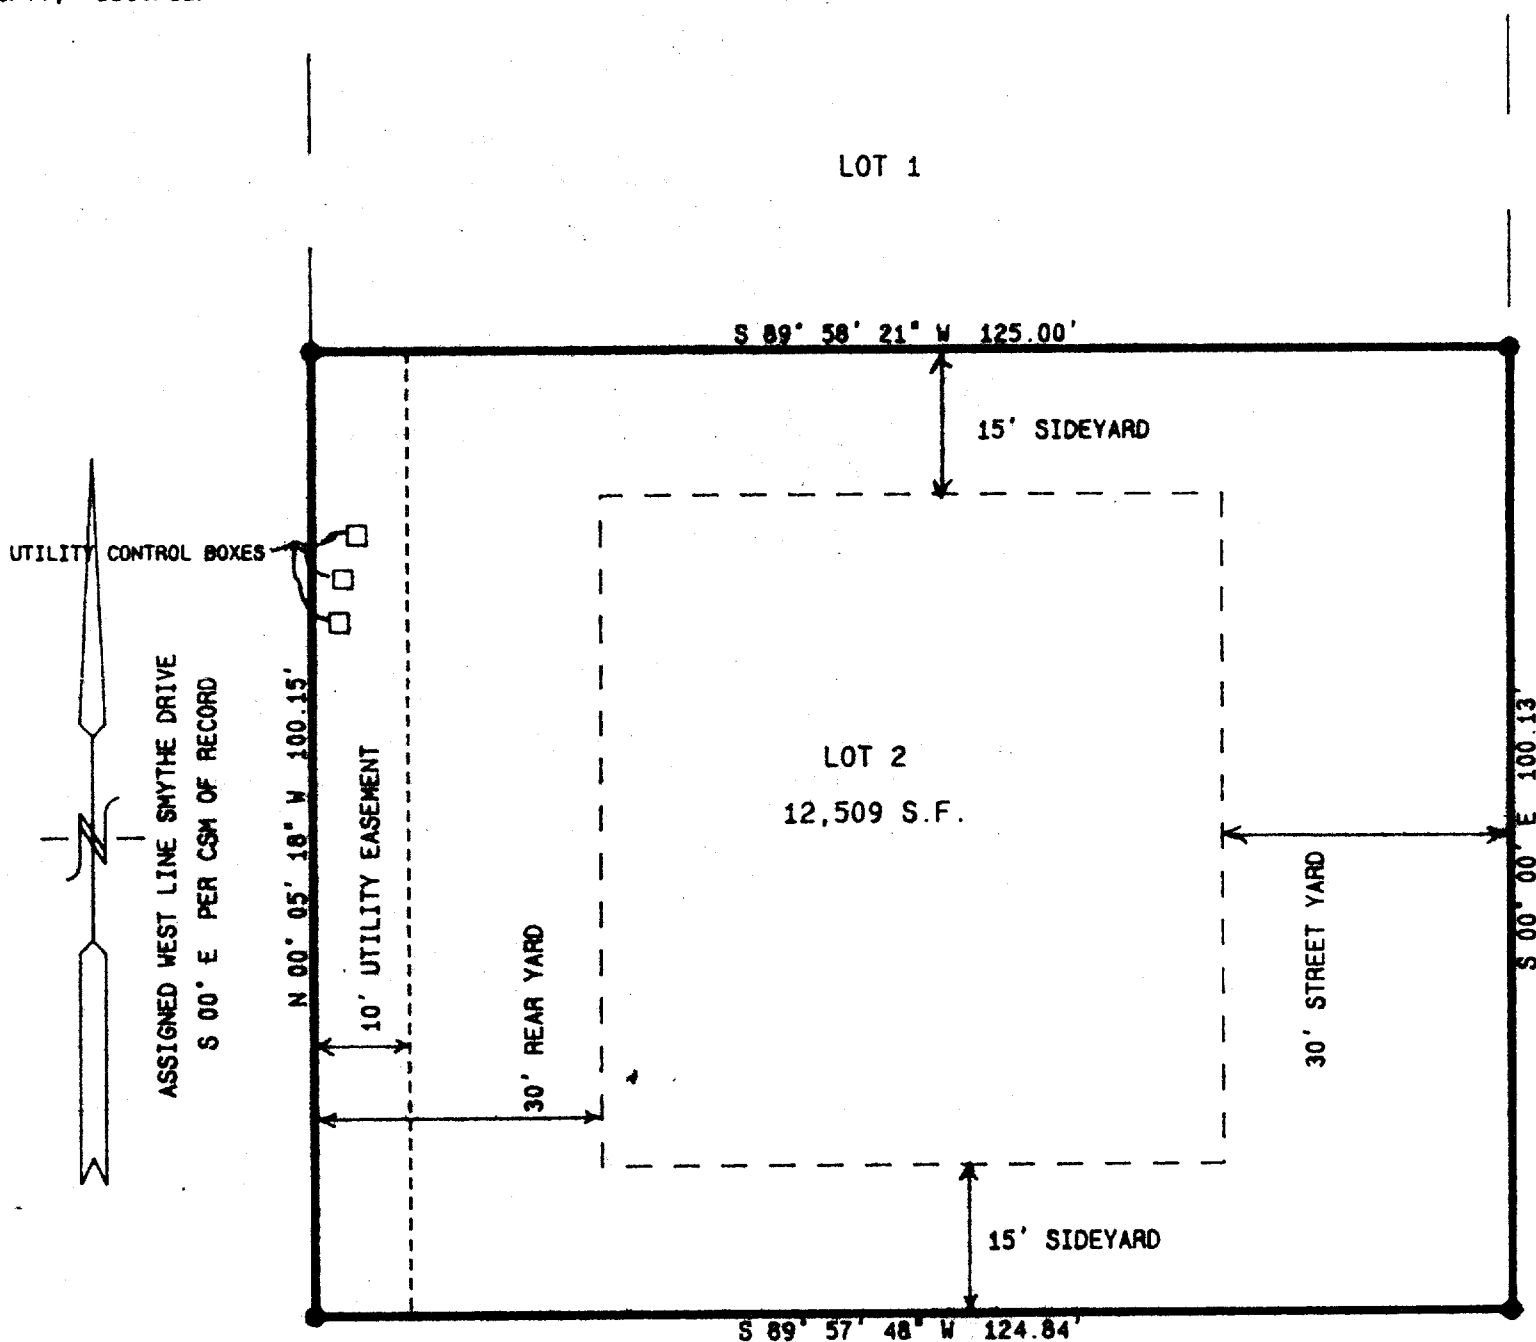 LOT 1
S 89° 58' 21" W 125.00'
15' SIDEYARD
UTILITY CONTROL BOXES
ASSIGNED WEST LINE SMYTHE DRIVE
S 00° E PER CSM OF RECORD
N 00° 05' 18" W 100.15'
10' UTILITY EASEMENT
30' REAR YARD
LOT 2
12,509 S.F.
30' STREET YARD
S 00° 00' E 100.13'
15' SIDEYARD
S 89° 57' 48" W 124.84'
N